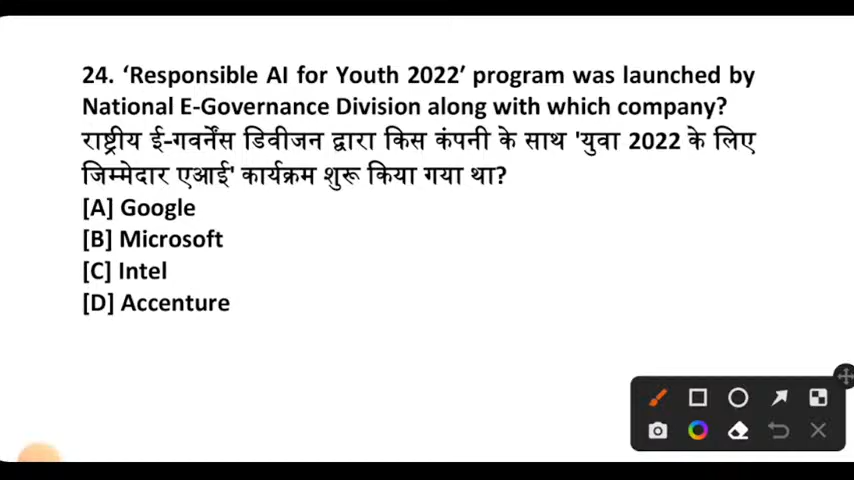 24. ‘Responsible AI for Youth 2022’ program was launched by
National E-Governance Division along with which company?
राष्ट्रीय ई-गवर्नेंस डिवीजन द्वारा किस कंपनी के साथ 'युवा 2022 के लिए
जिम्मेदार एआई' कार्यक्रम शुरू किया गया था?
[A] Google
[B] Microsoft
[C] Intel
[D] Accenture